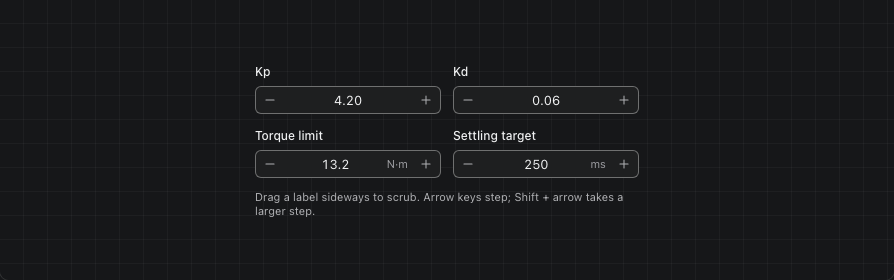 Kp Kd
− 4.20 + − 0.06 +
Torque limit Settling target
− 13.2 N·m + − 250 ms +
Drag a label sideways to scrub. Arrow keys step; Shift + arrow takes a
larger step.